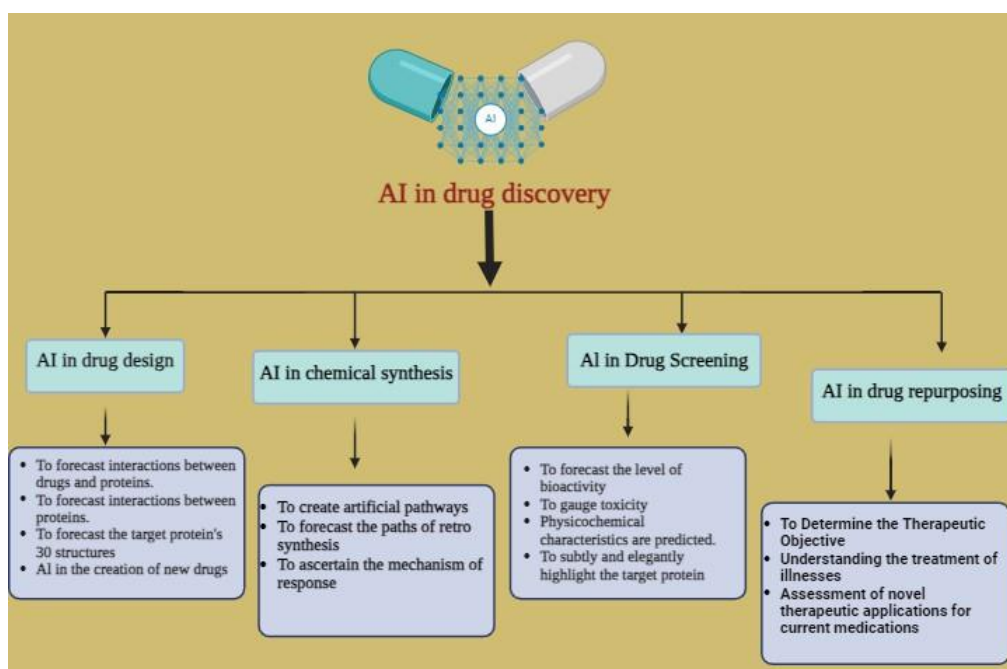 AI
AI in drug discovery
AI in drug design
AI in chemical synthesis
Al in Drug Screening
AI in drug repurposing
• To forecast interactions between
drugs and proteins.
• To forecast interactions between
proteins.
• To forecast the target protein's
30 structures
• Al in the creation of new drugs
• To create artificial pathways
• To forecast the paths of retro
synthesis
• To ascertain the mechanism of
response
• To forecast the level of
bioactivity
• To gauge toxicity
• Physicochemical
characteristics are predicted.
• To subtly and elegantly
highlight the target protein
• To Determine the Therapeutic
Objective
• Understanding the treatment of
illnesses
• Assessment of novel
therapeutic applications for
current medications